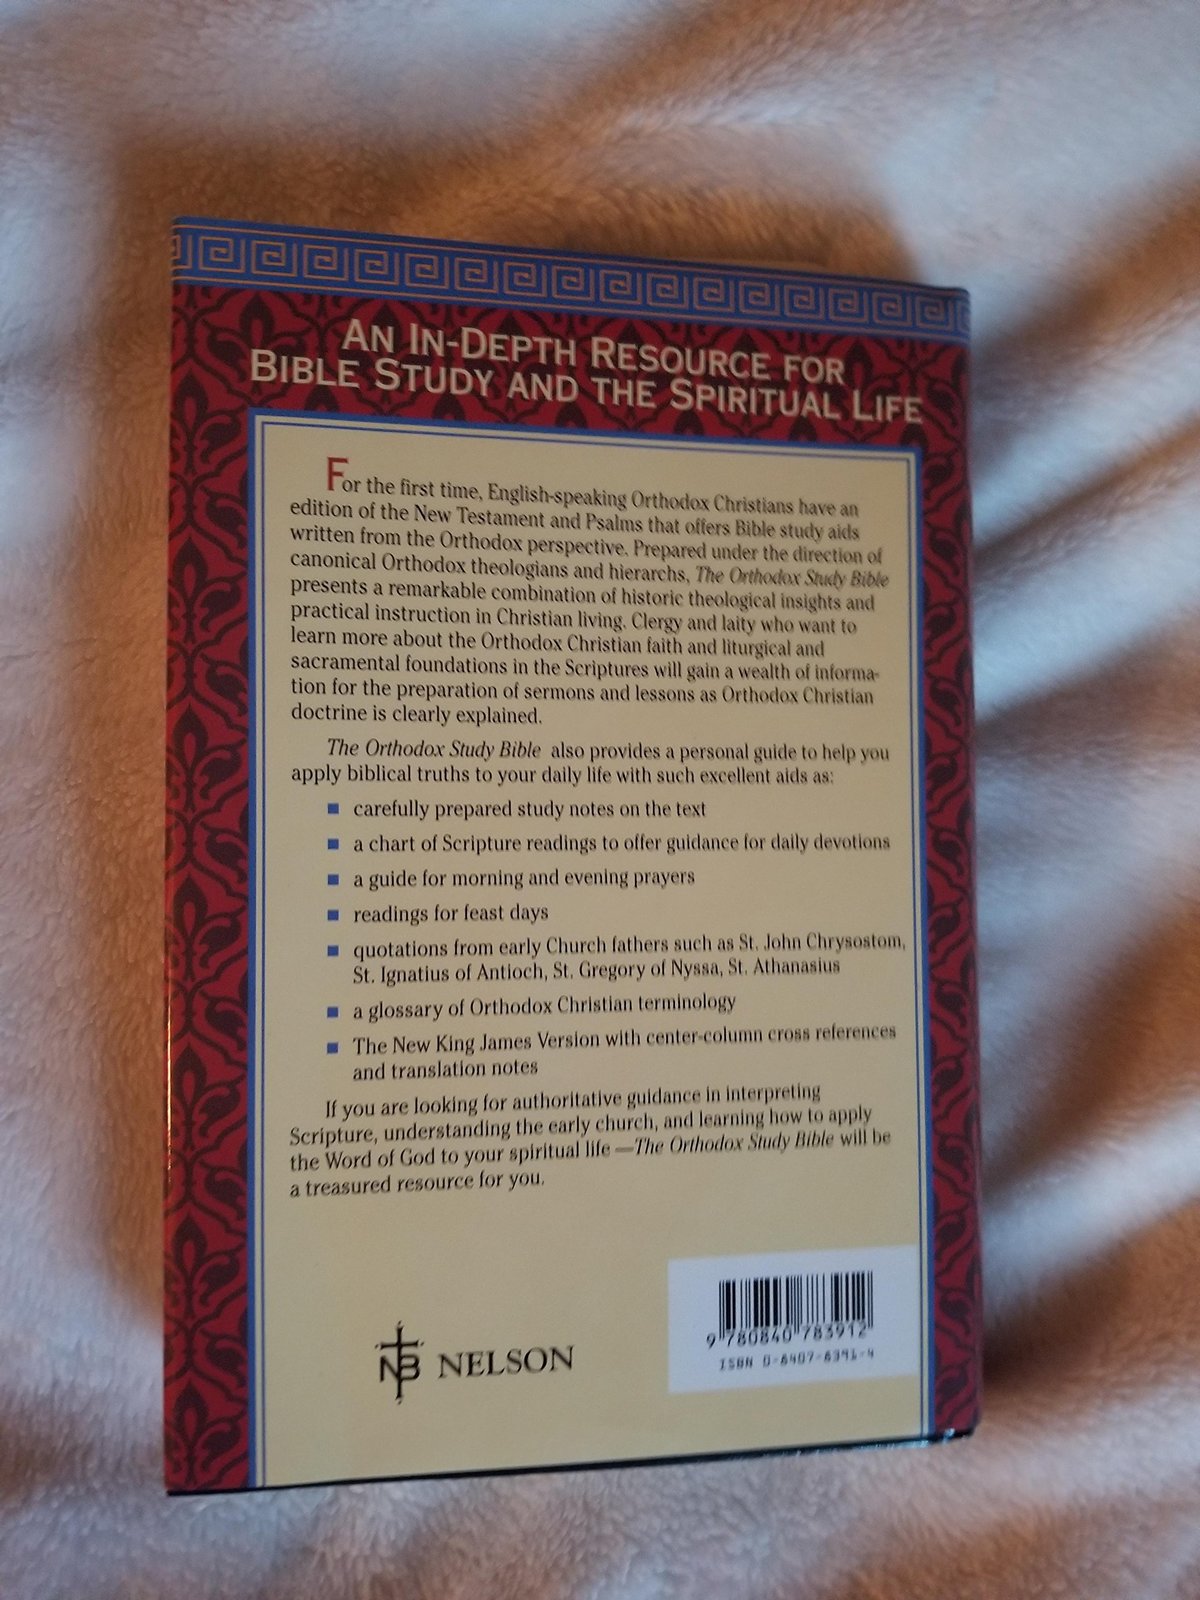 AN IN-DEPTH RESOURCE FOR
BIBLE STUDY AND THE SPIRITUAL LIFE
For the first time, English-speaking Orthodox Christians have an
edition of the New Testament and Psalms that offers Bible study aids
written from the Orthodox perspective. Prepared under the direction of
canonical Orthodox theologians and hierarchs, The Orthodox Study Bible
presents a remarkable combination of historic theological insights and
practical instruction in Christian living. Clergy and laity who want to
learn more about the Orthodox Christian faith and liturgical and
sacramental foundations in the Scriptures will gain a wealth of informa-
tion for the preparation of sermons and lessons as Orthodox Christian
doctrine is clearly explained.
The Orthodox Study Bible also provides a personal guide to help you
apply biblical truths to your daily life with such excellent aids as:
■ carefully prepared study notes on the text
■ a chart of Scripture readings to offer guidance for daily devotions
■ a guide for morning and evening prayers
■ readings for feast days
■ quotations from early Church fathers such as St. John Chrysostom,
St. Ignatius of Antioch, St. Gregory of Nyssa, St. Athanasius
■ a glossary of Orthodox Christian terminology
■ The New King James Version with center-column cross references
and translation notes
If you are looking for authoritative guidance in interpreting
Scripture, understanding the early church, and learning how to apply
the Word of God to your spiritual life —The Orthodox Study Bible will be
a treasured resource for you.
NB NELSON
9 780840 783912
ISBN 0-8407-8391-4